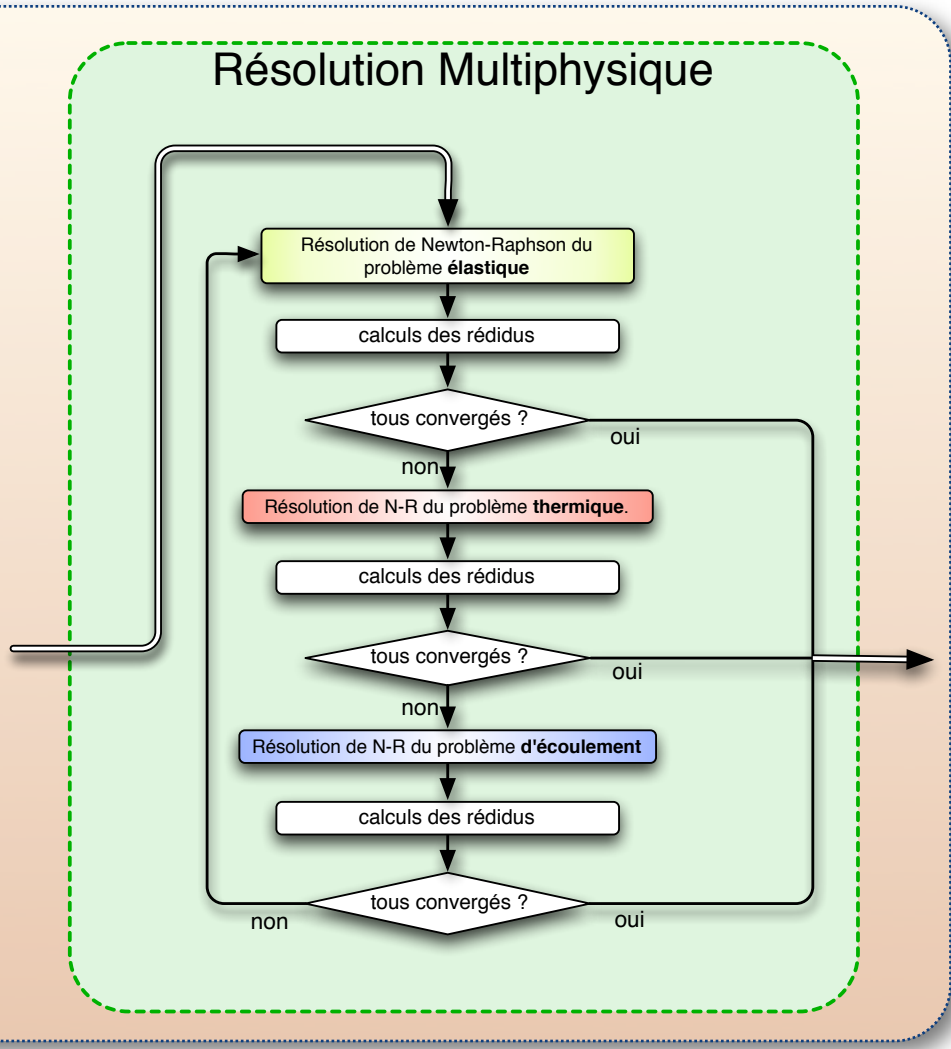 Résolution Multiphysique
Résolution de Newton-Raphson du
problème élastique
calculs des rédidus
tous convergés ?
oui
non
Résolution de N-R du problème thermique.
calculs des rédidus
tous convergés ?
oui
non
Résolution de N-R du problème d'écoulement
calculs des rédidus
tous convergés ?
non
oui